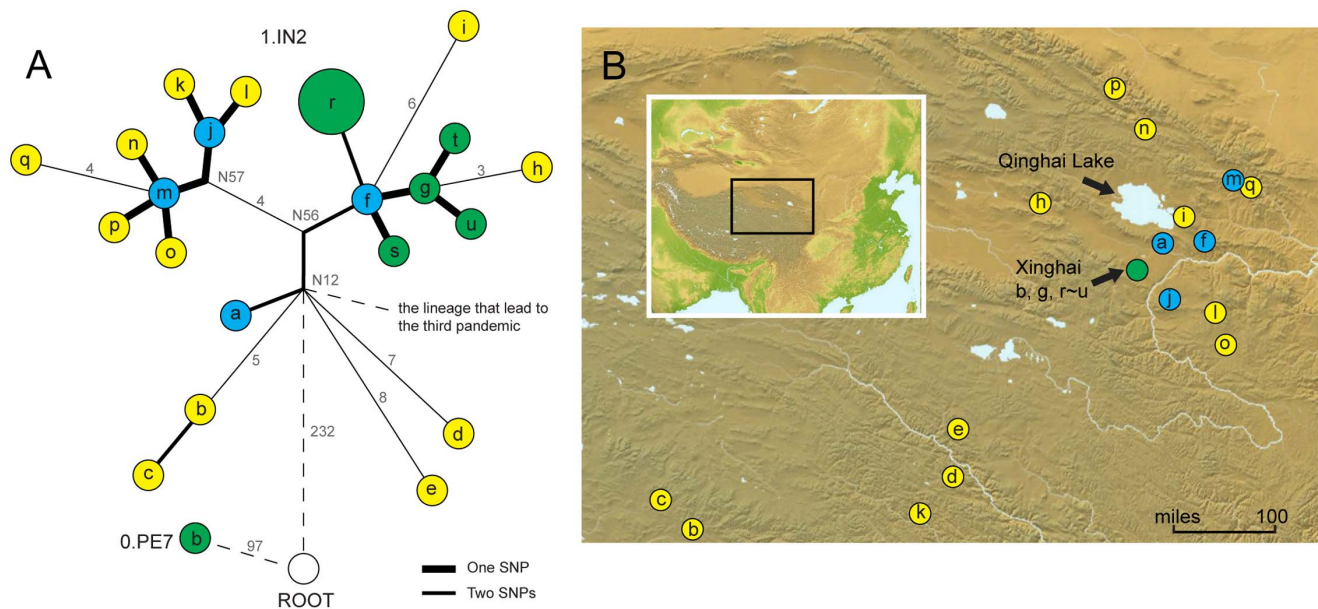 A
1.IN2
i
k
l
r
6
j
n
t
q
4
m
N57
f
g
3
h
p
o
4
N56
s
u
N12
a
the lineage that lead to
the third pandemic
5
7
8
b
232
d
c
e
0.PE7
b
97
ROOT
One SNP
Two SNPs
B
p
n
Qinghai Lake
m
q
h
i
a
f
Xinghai
b, g, r~u
j
l
o
e
d
c
k
b
miles
100